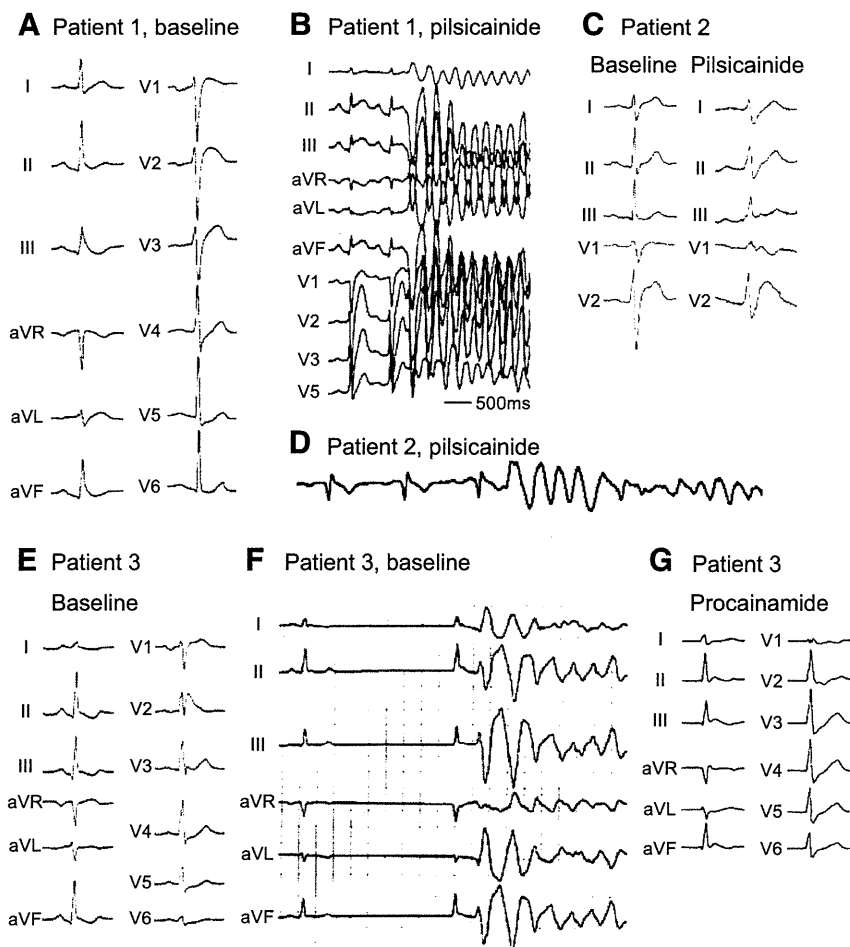 A Patient 1, baseline
I V1
II V2
III V3
aVR V4
aVL V5
aVF V6
B Patient 1, pilsicainide
I
II
III
aVR
aVL
aVF
V1
V2
V3
V5
500ms
C Patient 2
Baseline Pilsicainide
I I
II II
III III
V1 V1
V2 V2
D Patient 2, pilsicainide
E Patient 3
Baseline
I V1
II V2
III V3
aVR V4
aVL V5
aVF V6
F Patient 3, baseline
I
II
III
aVR
aVL
aVF
G Patient 3
Procainamide
I V1
II V2
III V3
aVR V4
aVL V5
aVF V6